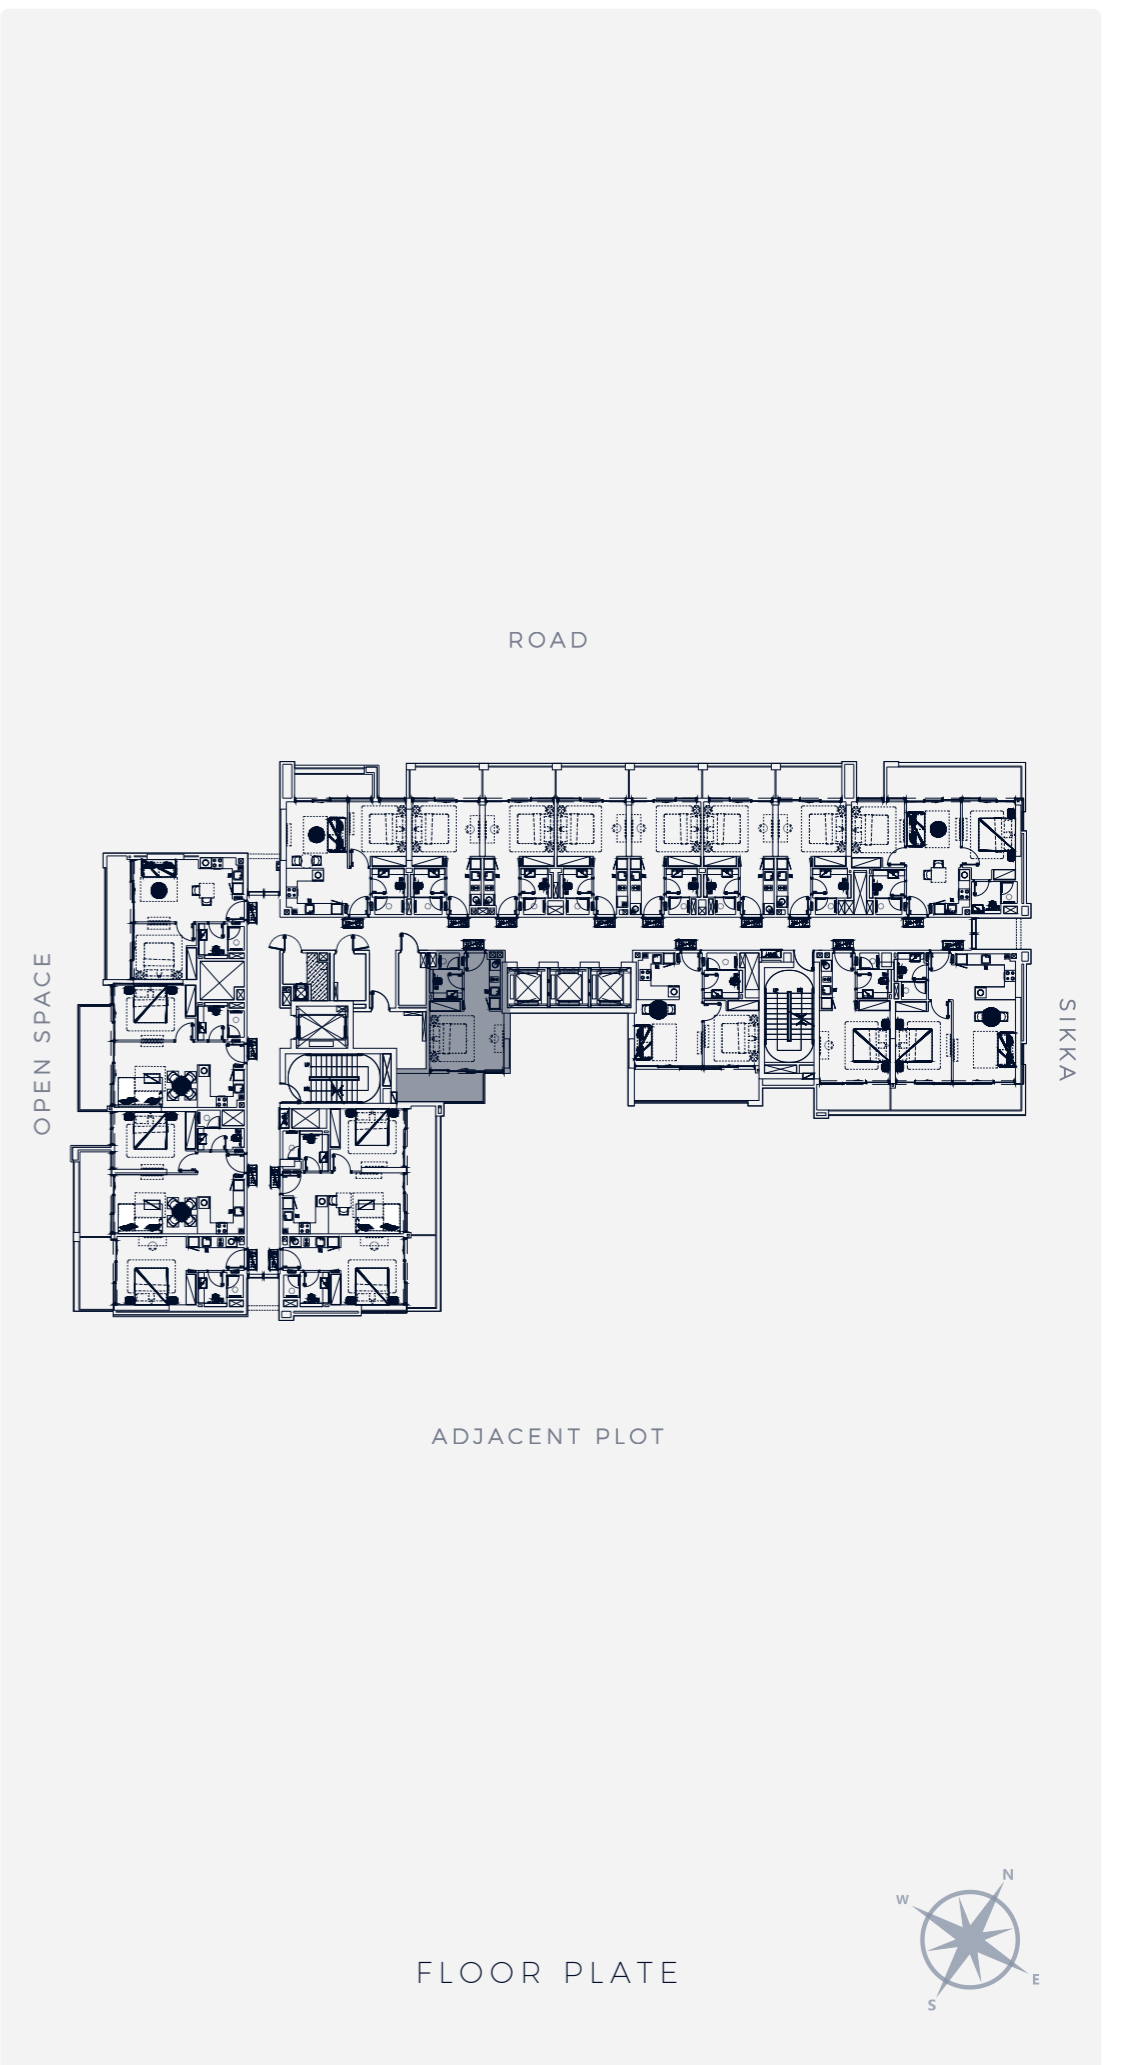 ROAD
OPEN SPACE
SIKKA
ADJACENT PLOT
N
W
E
S
FLOOR PLATE